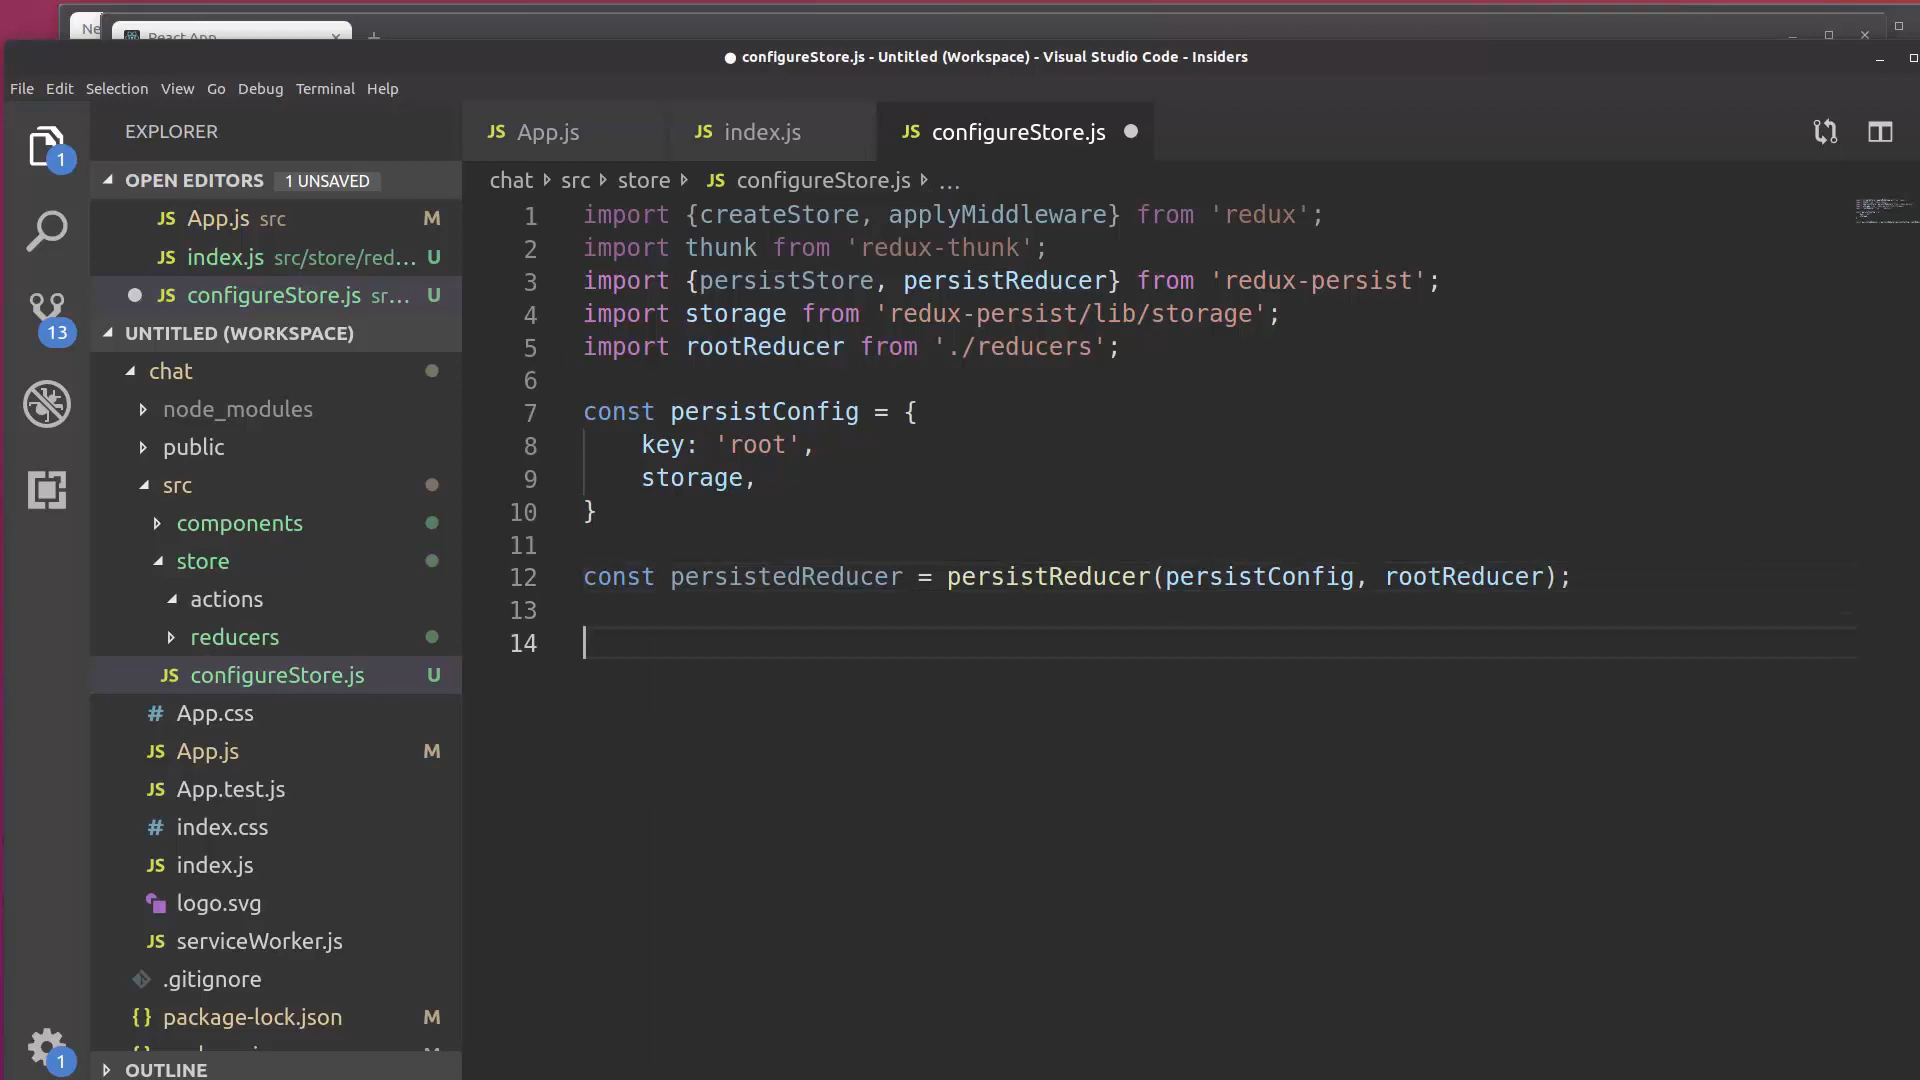 Ne
React App
configureStore.js - Untitled (Workspace) - Visual Studio Code - Insiders
File Edit Selection View Go Debug Terminal Help
EXPLORER
JS App.js JS index.js JS configureStore.js
1
OPEN EDITORS 1 UNSAVED
chat src store JS configureStore.js ...
JS App.js src M
JS index.js src/store/red... U
JS configureStore.js sr... U
13
UNTITLED (WORKSPACE)
chat
node_modules
public
src
components
store
actions
reducers
JS configureStore.js U
# App.css
JS App.js M
JS App.test.js
# index.css
JS index.js
logo.svg
JS serviceWorker.js
.gitignore
{} package-lock.json M
1
OUTLINE
1 import {createStore, applyMiddleware} from 'redux';
2 import thunk from 'redux-thunk';
3 import {persistStore, persistReducer} from 'redux-persist';
4 import storage from 'redux-persist/lib/storage';
5 import rootReducer from './reducers';
6
7 const persistConfig = {
8 key: 'root',
9 storage,
10 }
11
12 const persistedReducer = persistReducer(persistConfig, rootReducer);
13
14